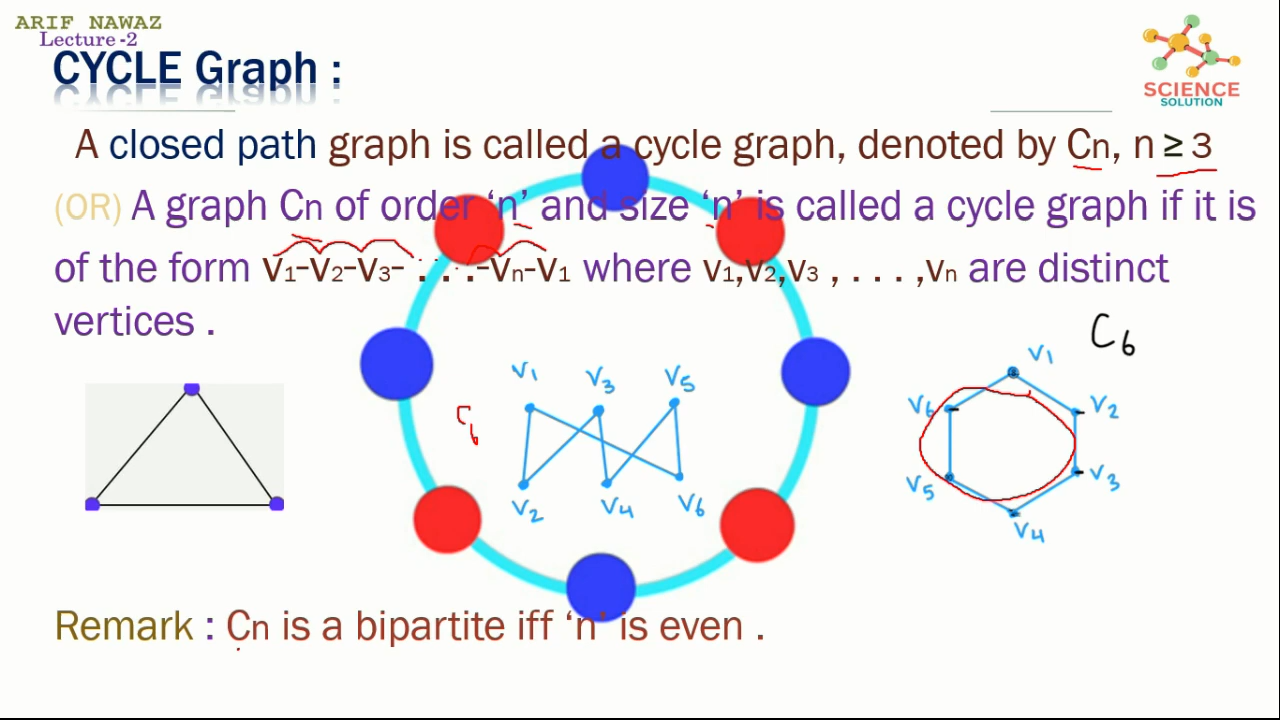 ARIF NAWAZ
Lecture -2
SCIENCE
SOLUTION
CYCLE Graph :
A closed path graph is called a cycle graph, denoted by Cn, n ≥ 3
(OR) A graph Cn of order ‘n’ and size ‘n’ is called a cycle graph if it is
of the form v1-v2-v3- . . .-vn-v1 where v1,v2,v3 , . . . . ,vn are distinct
vertices .
C6
V1 V3 V5
C6
V2 V4 V6
V1
V6 V2
V5 V3
V4
Remark : Cn is a bipartite iff ‘n’ is even .